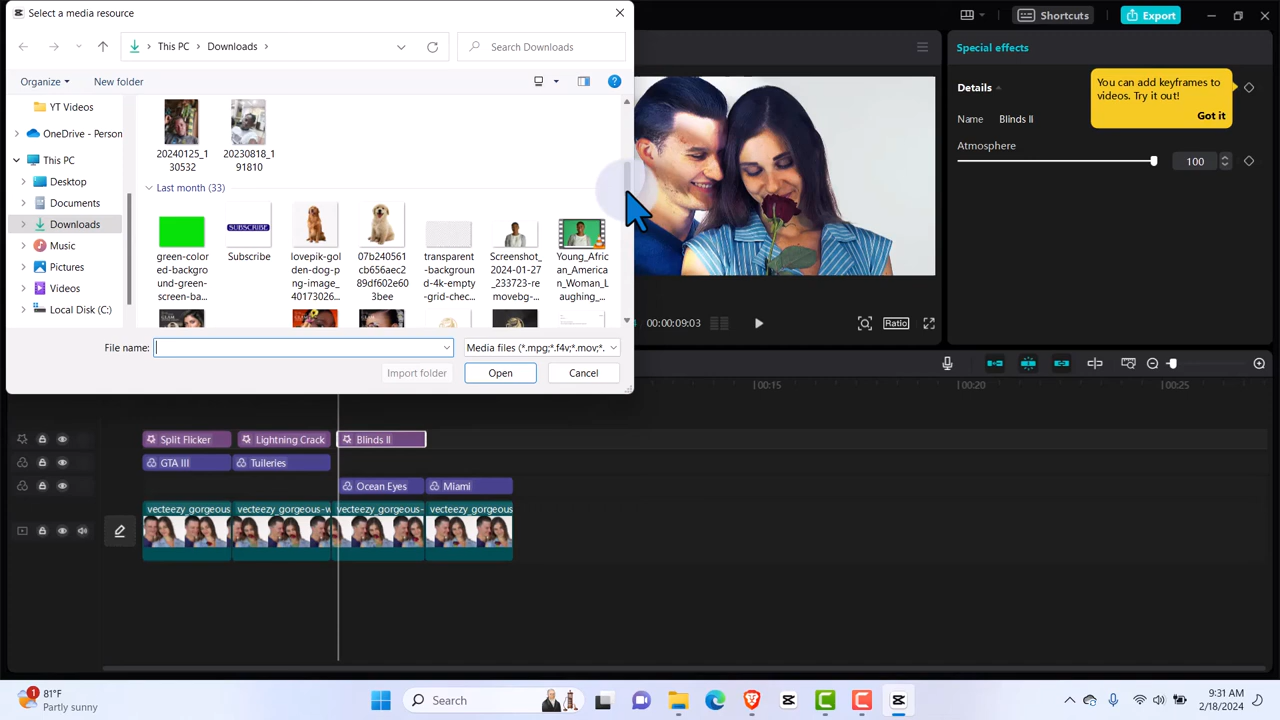 Select a media resource
This PC
Downloads
Search Downloads
Organize
New folder
YT Videos
OneDrive - Person
This PC
Desktop
Documents
Downloads
Music
Pictures
Videos
Local Disk (C:)
20240125_1
30532
20230818_1
91810
Last month (33)
green-color
ed-backgro
und-green-
screen-ba...
Subscribe
SUBSCRIBE
lovepik-gol
den-dog-p
ng-image_
40173026...
07b240561
cb656aec2
89df602e60
3bee
transparent
-backgroun
d-4k-empty
-grid-chec...
Screenshot_
2024-01-27
_233723-r
emovebg-...
Young_Afric
an_America
n_Woman_L
aughing_...
File name:
Media files (*.mpg;*.f4v;*.mov;*.
Import folder
Open
Cancel
Shortcuts
Export
Special effects
Details
You can add keyframes to
videos. Try it out!
Got it
Name
Blinds II
Atmosphere
100
00:00:09:03
Ratio
00:15
00:20
00:25
Split Flicker
Lightning Crack
Blinds II
GTA III
Tulleries
Ocean Eyes
Miami
vecteezy_gorgeous
vecteezy_gorgeous-w
vecteezy_gorgeous-
vecteezy_gorgeous
1
81°F
Partly sunny
Search
9:31 AM
2/18/2024